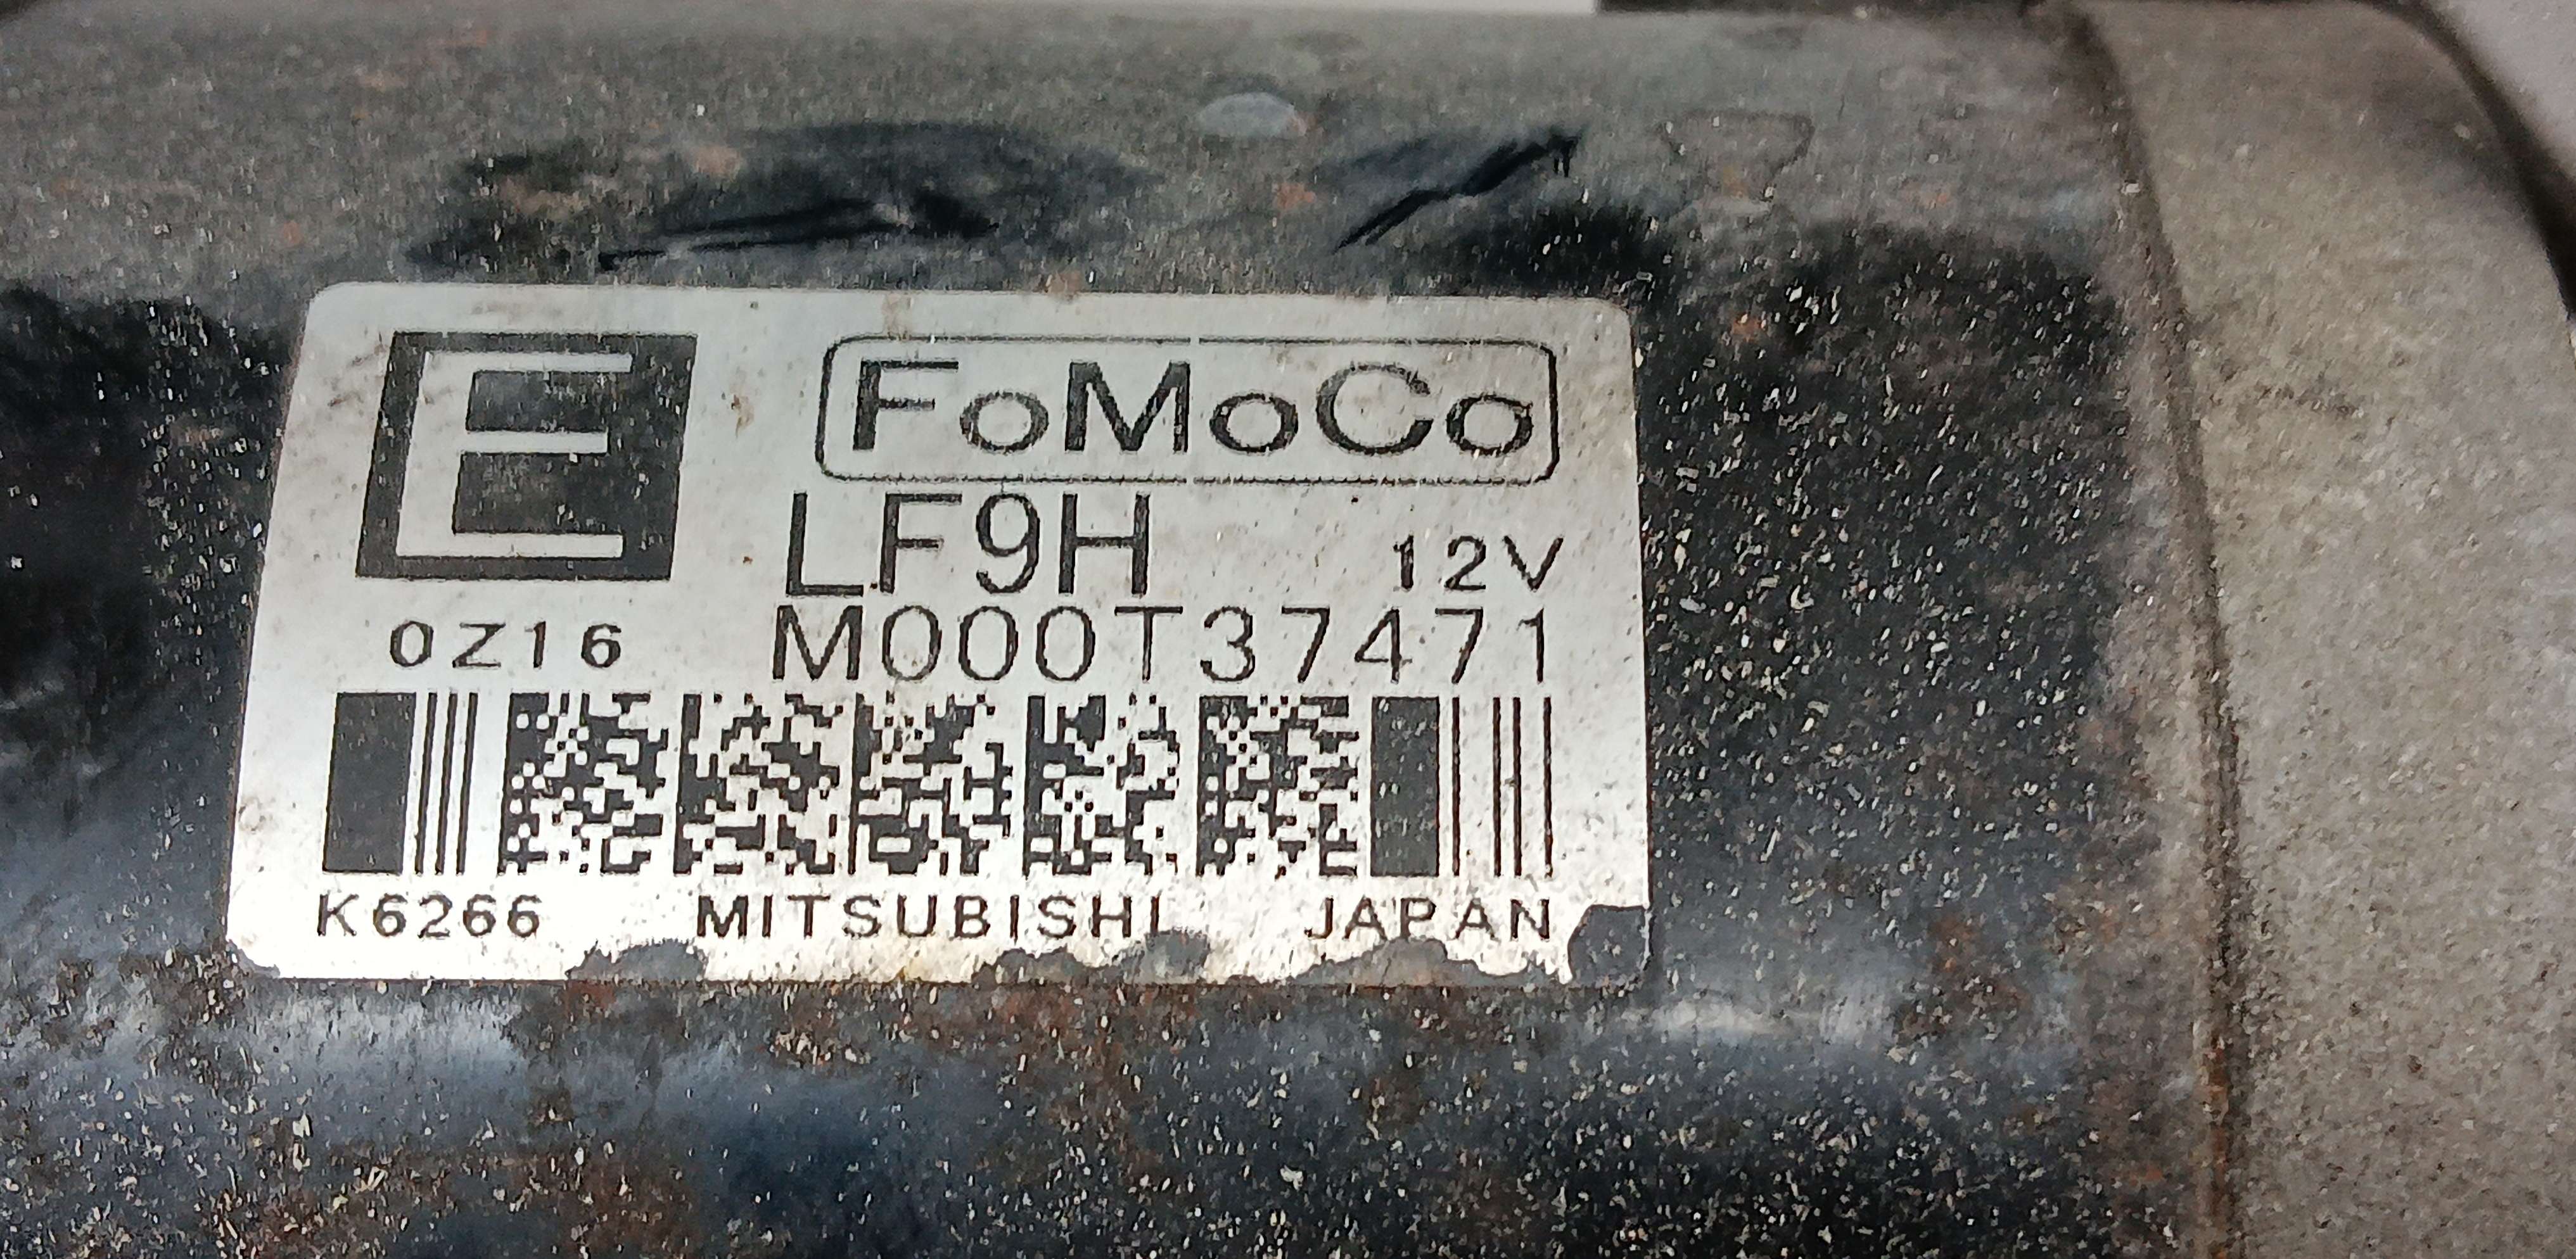 E
FoMoCo
LF9H 12V
0Z16 M000T37471
K6266 MITSUBISHI JAPAN